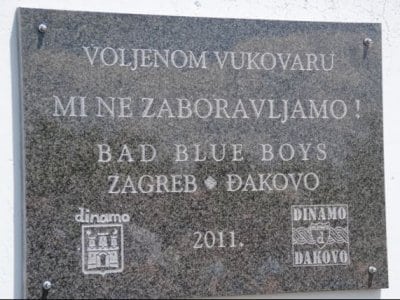 VOLJENOM VUKOVARU
MI NE ZABORAVLJAMO !
BAD BLUE BOYS
ZAGREB ◆ ĐAKOVO
dinamo
2011.
DINAMO
d
ĐAKOVO